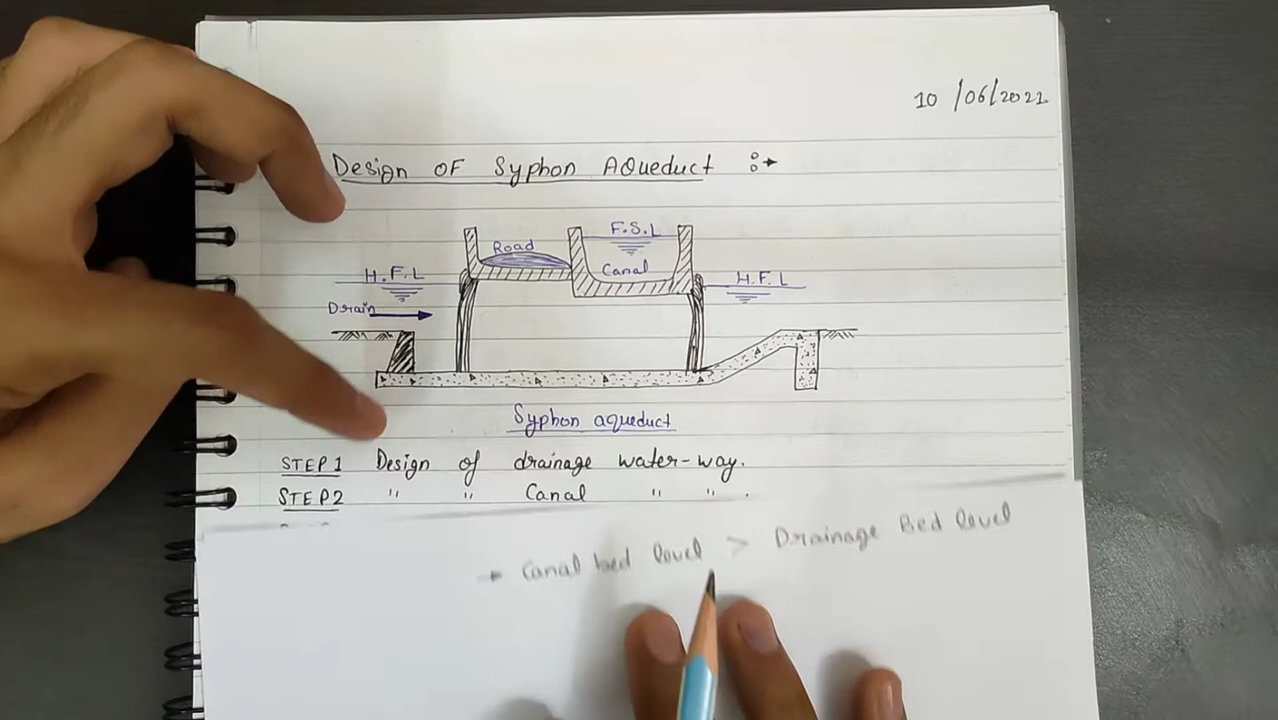 10 /06/2021
Design OF Syphon AQueduct :→
F.S.L
Road
Canal
H.F.L
H.F.L
Drain
Syphon aqueduct
STEP 1 Design of drainage water-way.
STEP 2 " " Canal " " .
→ Canal bed level > Drainage Bed level